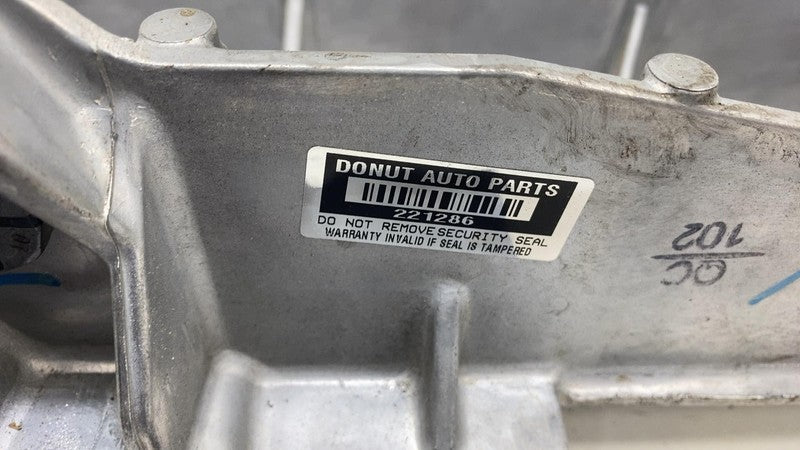 DONUT AUTO PARTS
221286
DO NOT REMOVE SECURITY SEAL
WARRANTY INVALID IF SEAL IS TAMPERED
QC
102